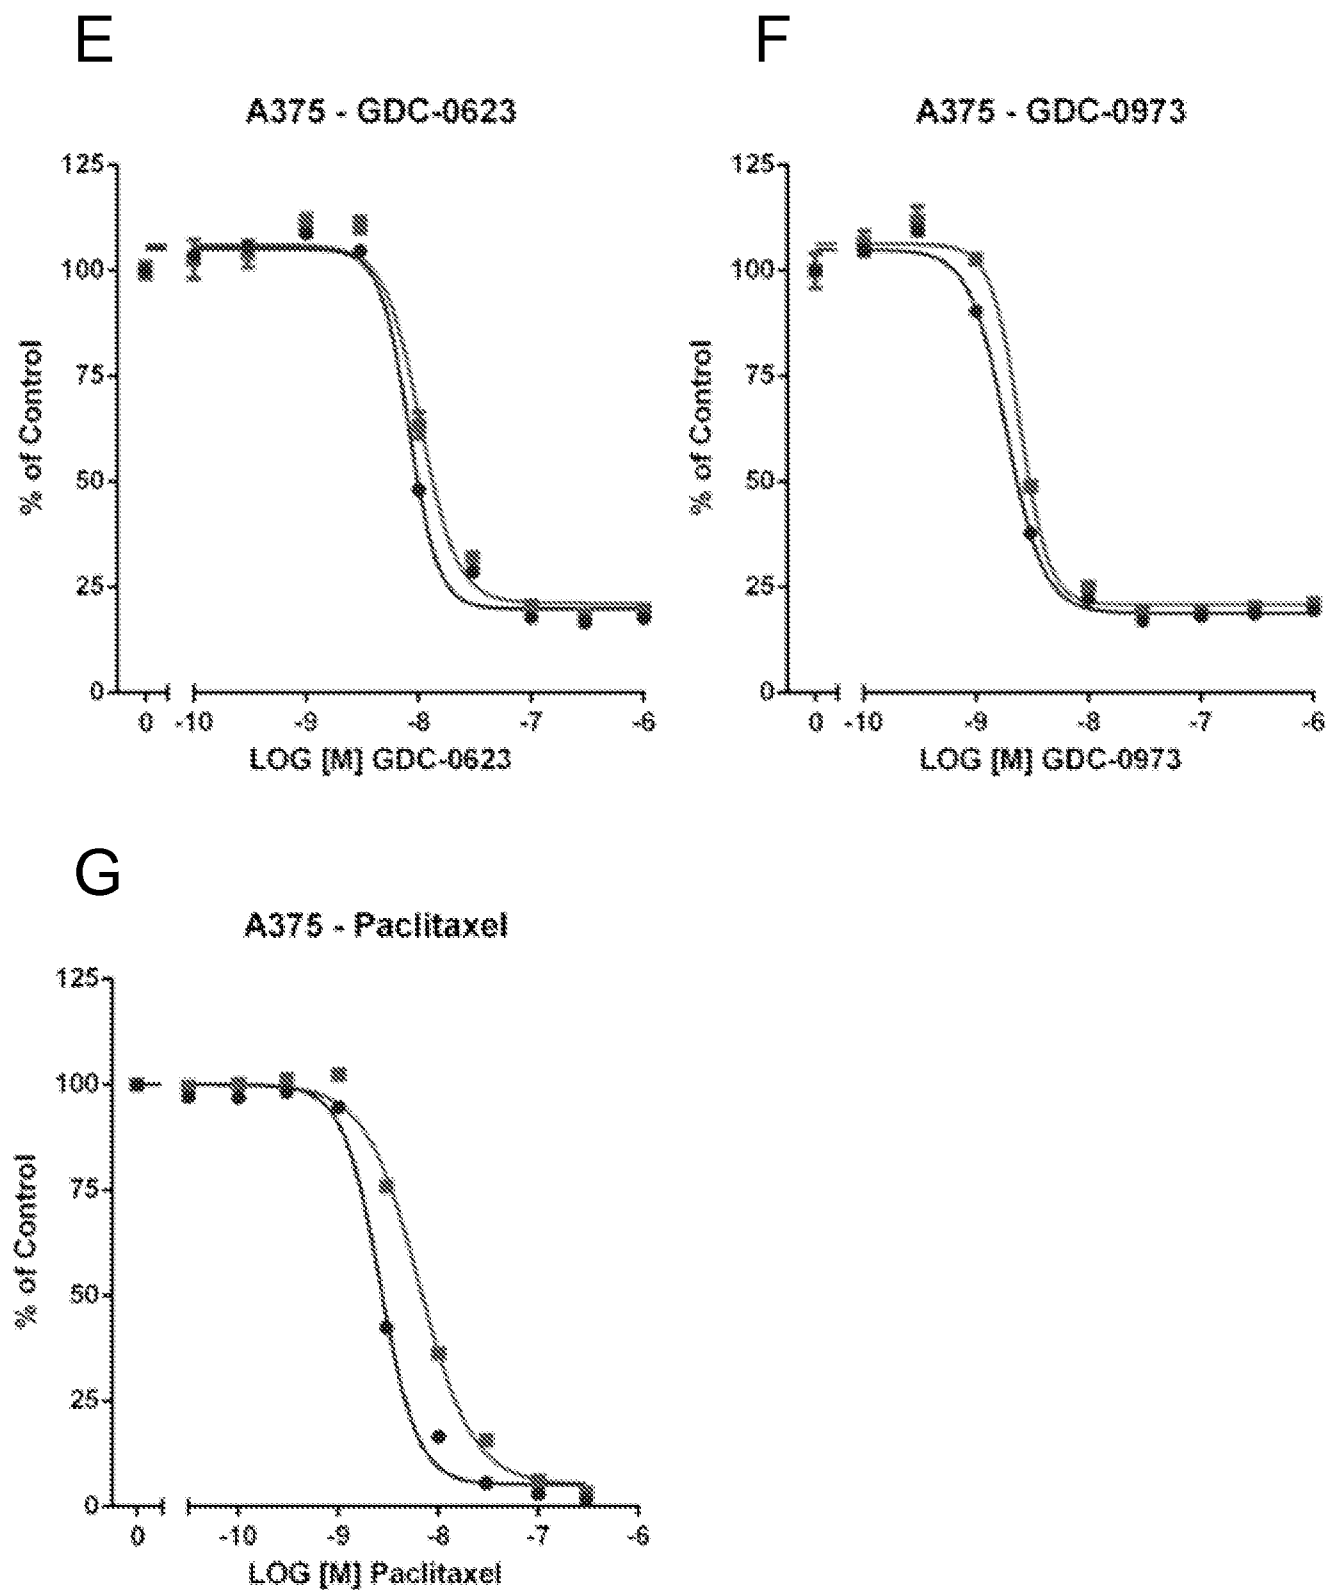 E
A375 - GDC-0623
125
100
75
50
25
0
% of Control
0 -10 -9 -8 -7 -6
LOG [M] GDC-0623
F
A375 - GDC-0973
125
100
75
50
25
0
% of Control
0 -10 -9 -8 -7 -6
LOG [M] GDC-0973
G
A375 - Paclitaxel
125
100
75
50
25
0
% of Control
0 -10 -9 -8 -7 -6
LOG [M] Paclitaxel